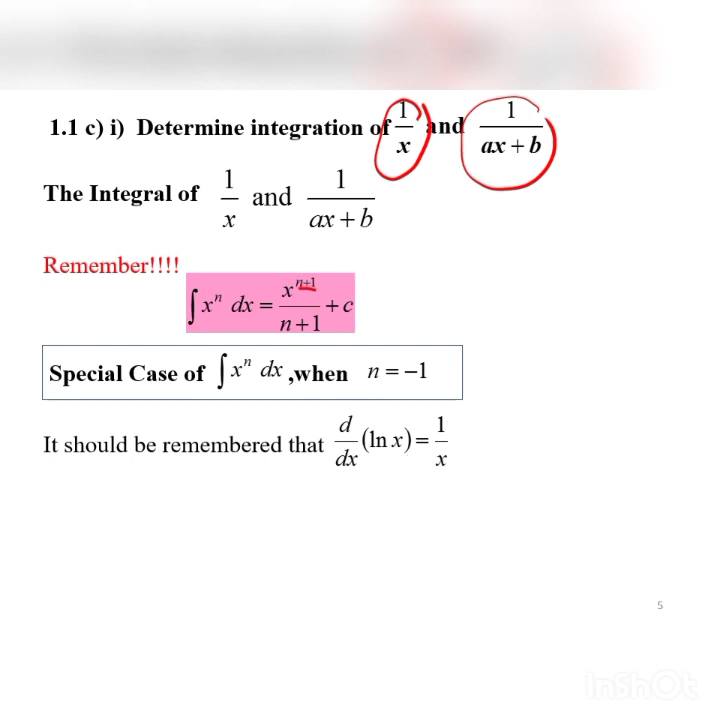 1.1 c) i) Determine integration of 1/x and 1/(ax + b)
The Integral of 1/x and 1/(ax + b)
Remember!!!!
∫xⁿ dx = xⁿ⁺¹/(n+1) + c
Special Case of ∫xⁿ dx ,when n = −1
It should be remembered that d/dx (ln x) = 1/x
5
InShOt